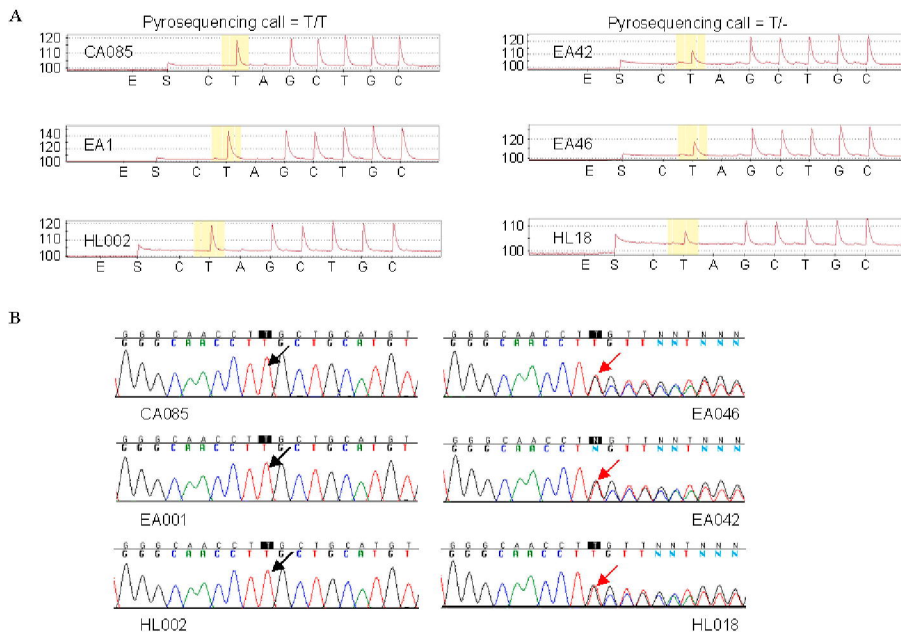 A
Pyrosequencing call = T/T
Pyrosequencing call = T/-
120
110
100
CA085
E S C T A G C T G C
120
110
100
EA42
E S C T A G C T G C
140
120
100
EA1
E S C T A G C T G C
120
100
EA46
E S C T A G C T G C
120
110
100
HL002
E S C T A G C T G C
110
100
HL18
E S C T A G C T G C
B
G G G C A A C C T T G C T G C A T G T
G G G C A A C C T T G C T G C A T G T
CA085
G G G C A A C C T T G T T N N T N N N
G G G C A A C C T T G T T N N T N N N
EA046
G G G C A A C C T T G C T G C A T G T
G G G C A A C C T T G C T G C A T G T
EA001
G G G C A A C C T N G T T N N T N N N
G G G C A A C C T N G T T N N T N N N
EA042
G G G C A A C C T T G C T G C A T G T
G G G C A A C C T T G C T G C A T G T
HL002
G G G C A A C C T T G T T N N T N N N
G G G C A A C C T T G T T N N T N N N
HL018